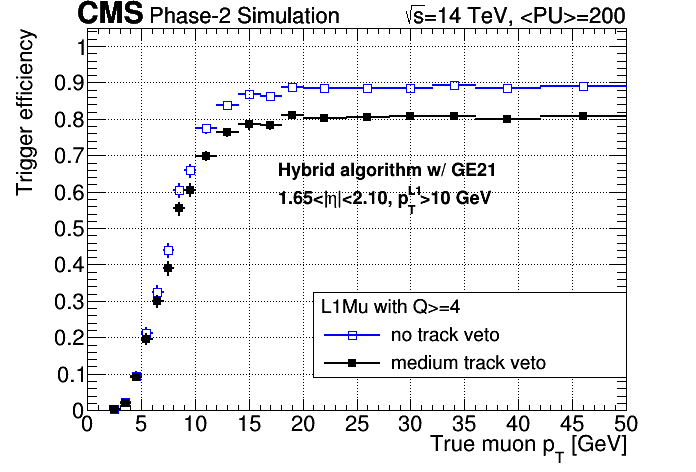 CMS Phase-2 Simulation √s=14 TeV, <PU>=200
Trigger efficiency
1
0.9
0.8
0.7
0.6
0.5
0.4
0.3
0.2
0.1
0
Hybrid algorithm w/ GE21
1.65<|η|<2.10, p_T^L1>10 GeV
L1Mu with Q>=4
no track veto
medium track veto
0 5 10 15 20 25 30 35 40 45 50
True muon p_T [GeV]